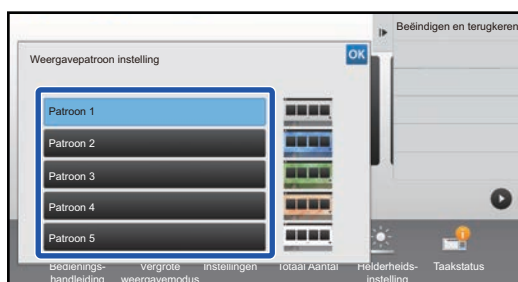 Beëindigen en terugkeren
Weergavepatroon instelling
OK
Patroon 1
Patroon 2
Patroon 3
Patroon 4
Patroon 5
Bedienings-
handleiding
Vergrote
weergavemodus
Instellingen
Totaal Aantal
Helderheids-
instelling
Taakstatus